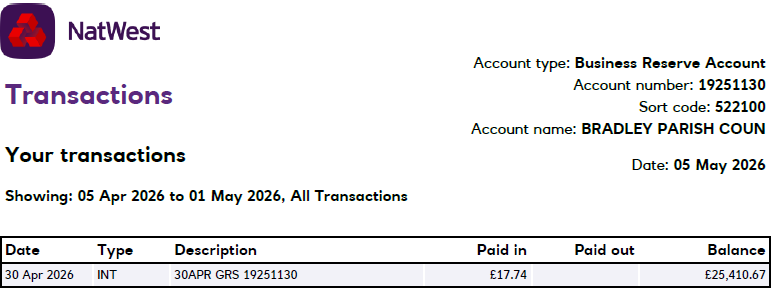 NatWest
Account type: Business Reserve Account
Transactions
Account number: 19251130
Sort code: 522100
Account name: BRADLEY PARISH COUN
Your transactions
Date: 05 May 2026
Showing: 05 Apr 2026 to 01 May 2026, All Transactions
Date Type Description Paid in Paid out Balance
30 Apr 2026 INT 30APR GRS 19251130 £17.74 £25,410.67